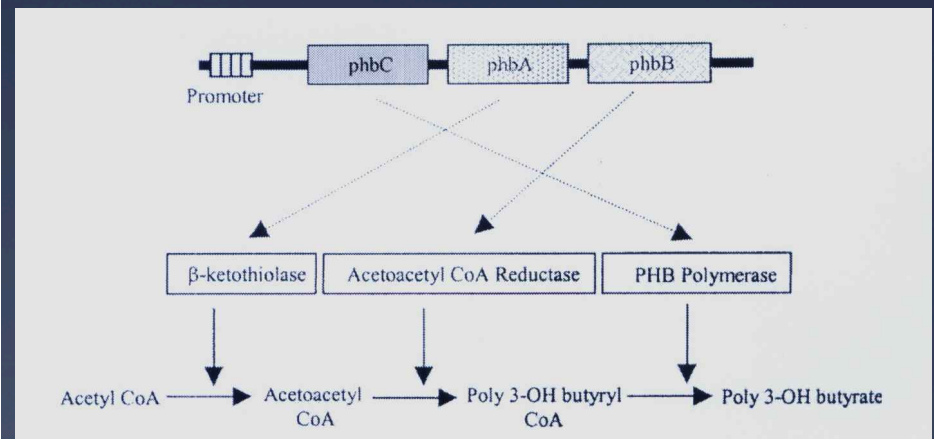 phbC
phbA
phbB
Promoter
β-ketothiolase
Acetoacetyl CoA Reductase
PHB Polymerase
Acetyl CoA
Acetoacetyl
CoA
Poly 3-OH butyryl
CoA
Poly 3-OH butyrate